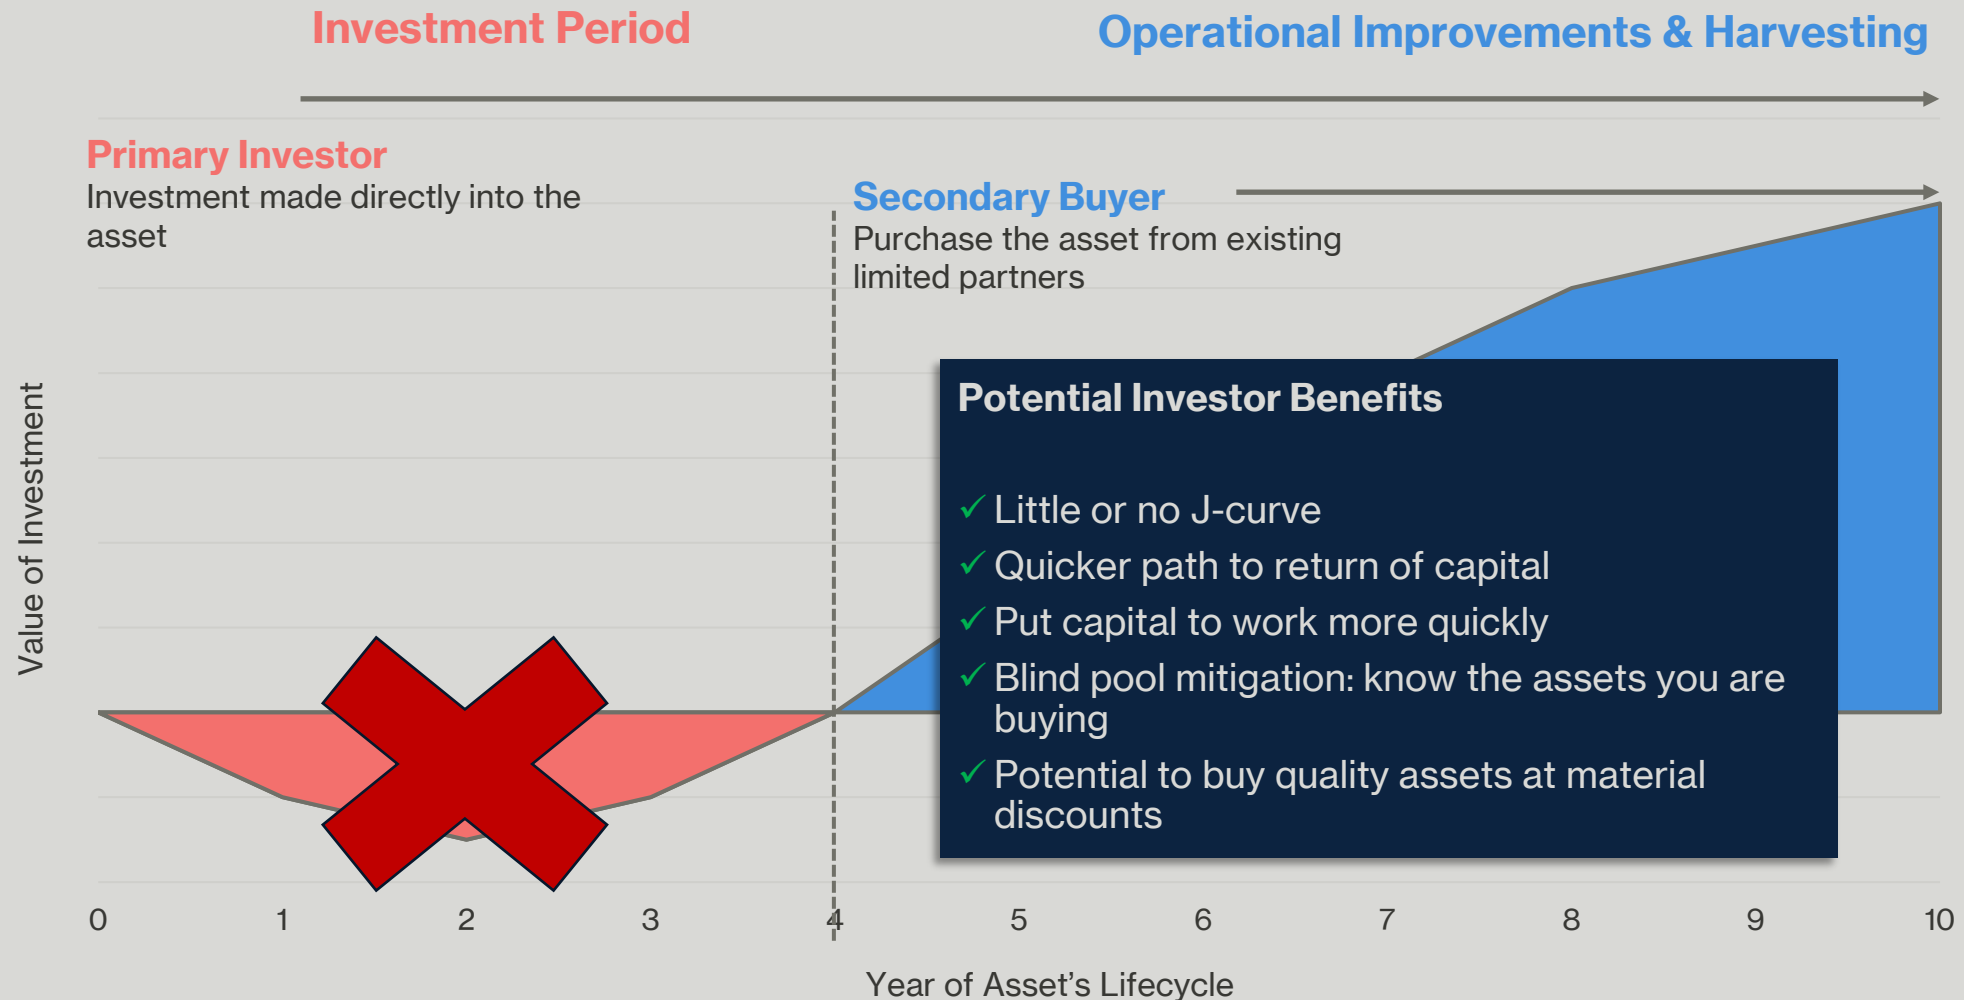 Investment Period
Operational Improvements & Harvesting
Primary Investor
Investment made directly into the
asset
Secondary Buyer
Purchase the asset from existing
limited partners
Value of Investment
Potential Investor Benefits
✓ Little or no J-curve
✓ Quicker path to return of capital
✓ Put capital to work more quickly
✓ Blind pool mitigation: know the assets you are
buying
✓ Potential to buy quality assets at material
discounts
0 1 2 3 4 5 6 7 8 9 10
Year of Asset’s Lifecycle